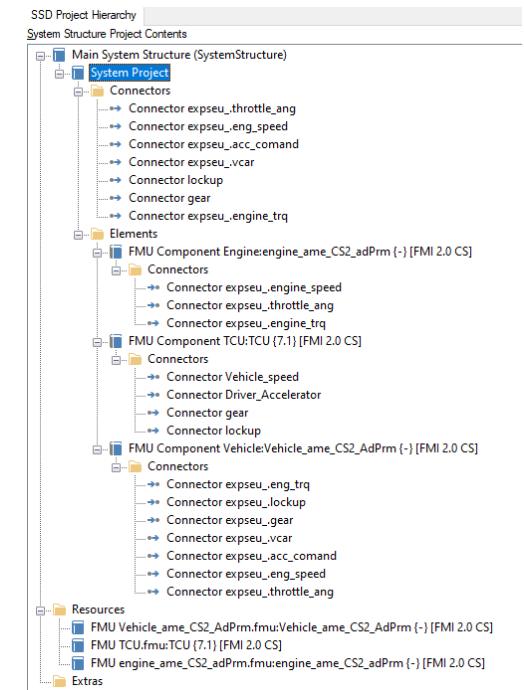 SSD Project Hierarchy
System Structure Project Contents
Main System Structure (SystemStructure)
System Project
Connectors
Connector expseu_.throttle_ang
Connector expseu_.eng_speed
Connector expseu_.acc_comand
Connector expseu_.vcar
Connector lockup
Connector gear
Connector expseu_.engine_trq
Elements
FMU Component Engine:engine_ame_CS2_adPrm {-} [FMI 2.0 CS]
Connectors
Connector expseu_.engine_speed
Connector expseu_.throttle_ang
Connector expseu_.engine_trq
FMU Component TCU:TCU {7.1} [FMI 2.0 CS]
Connectors
Connector Vehicle_speed
Connector Driver_Accelerator
Connector gear
Connector lockup
FMU Component Vehicle:Vehicle_ame_CS2_AdPrm {-} [FMI 2.0 CS]
Connectors
Connector expseu_.eng_trq
Connector expseu_.lockup
Connector expseu_.gear
Connector expseu_.vcar
Connector expseu_.acc_comand
Connector expseu_.eng_speed
Connector expseu_.throttle_ang
Resources
FMU Vehicle_ame_CS2_AdPrm.fmu:Vehicle_ame_CS2_AdPrm {-} [FMI 2.0 CS]
FMU TCU.fmu:TCU {7.1} [FMI 2.0 CS]
FMU engine_ame_CS2_adPrm.fmu:engine_ame_CS2_adPrm {-} [FMI 2.0 CS]
Extras